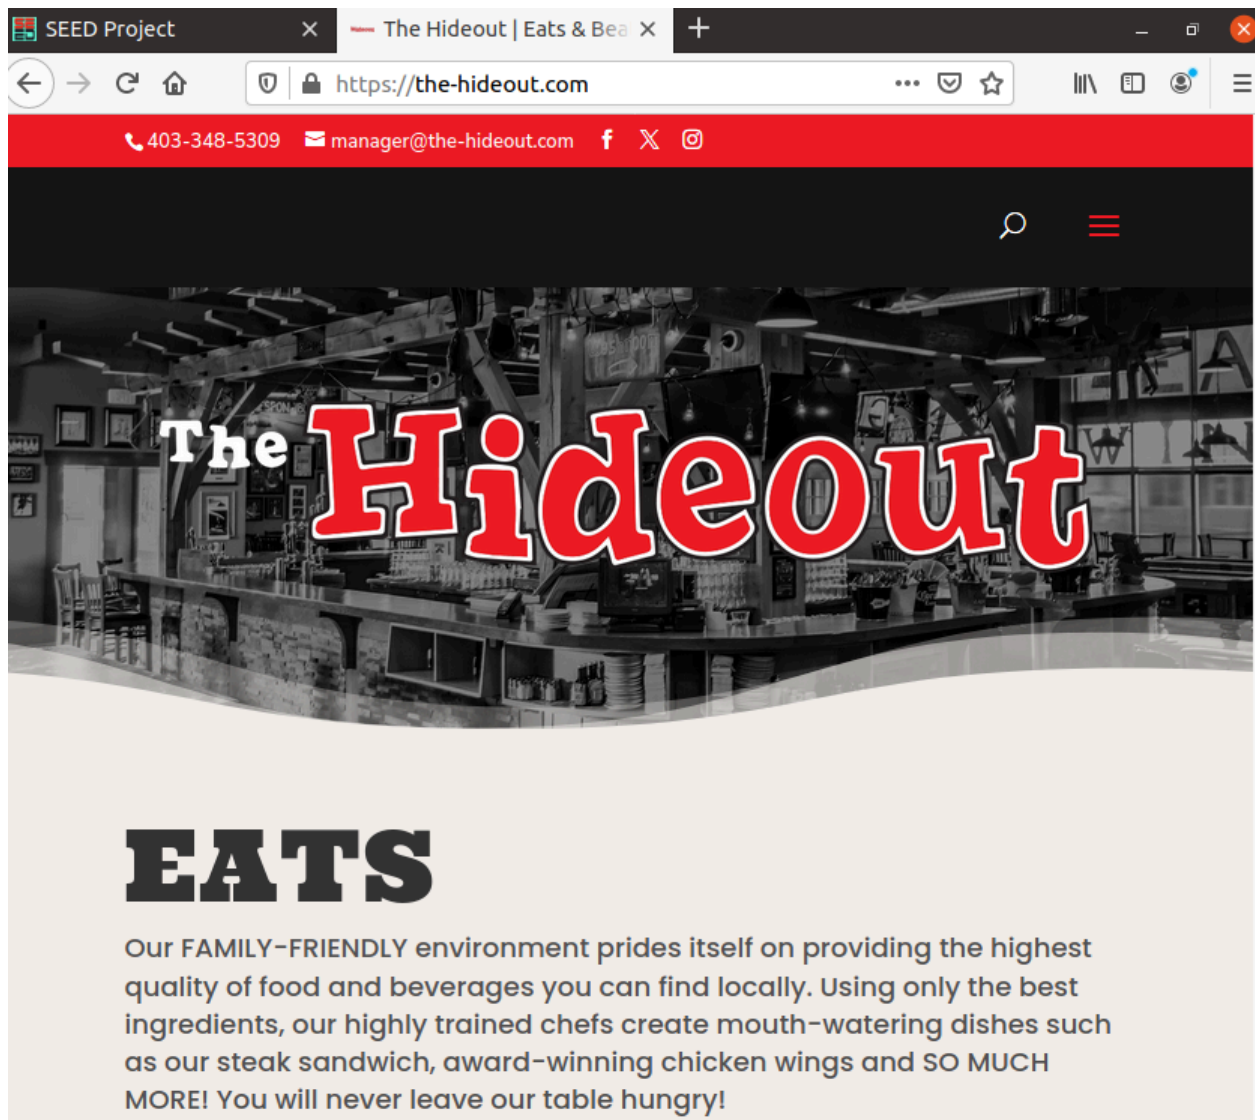 SEED Project
The Hideout | Eats & Bea
https://the-hideout.com
403-348-5309 manager@the-hideout.com
The Hideout
EATS
Our FAMILY-FRIENDLY environment prides itself on providing the highest
quality of food and beverages you can find locally. Using only the best
ingredients, our highly trained chefs create mouth-watering dishes such
as our steak sandwich, award-winning chicken wings and SO MUCH
MORE! You will never leave our table hungry!